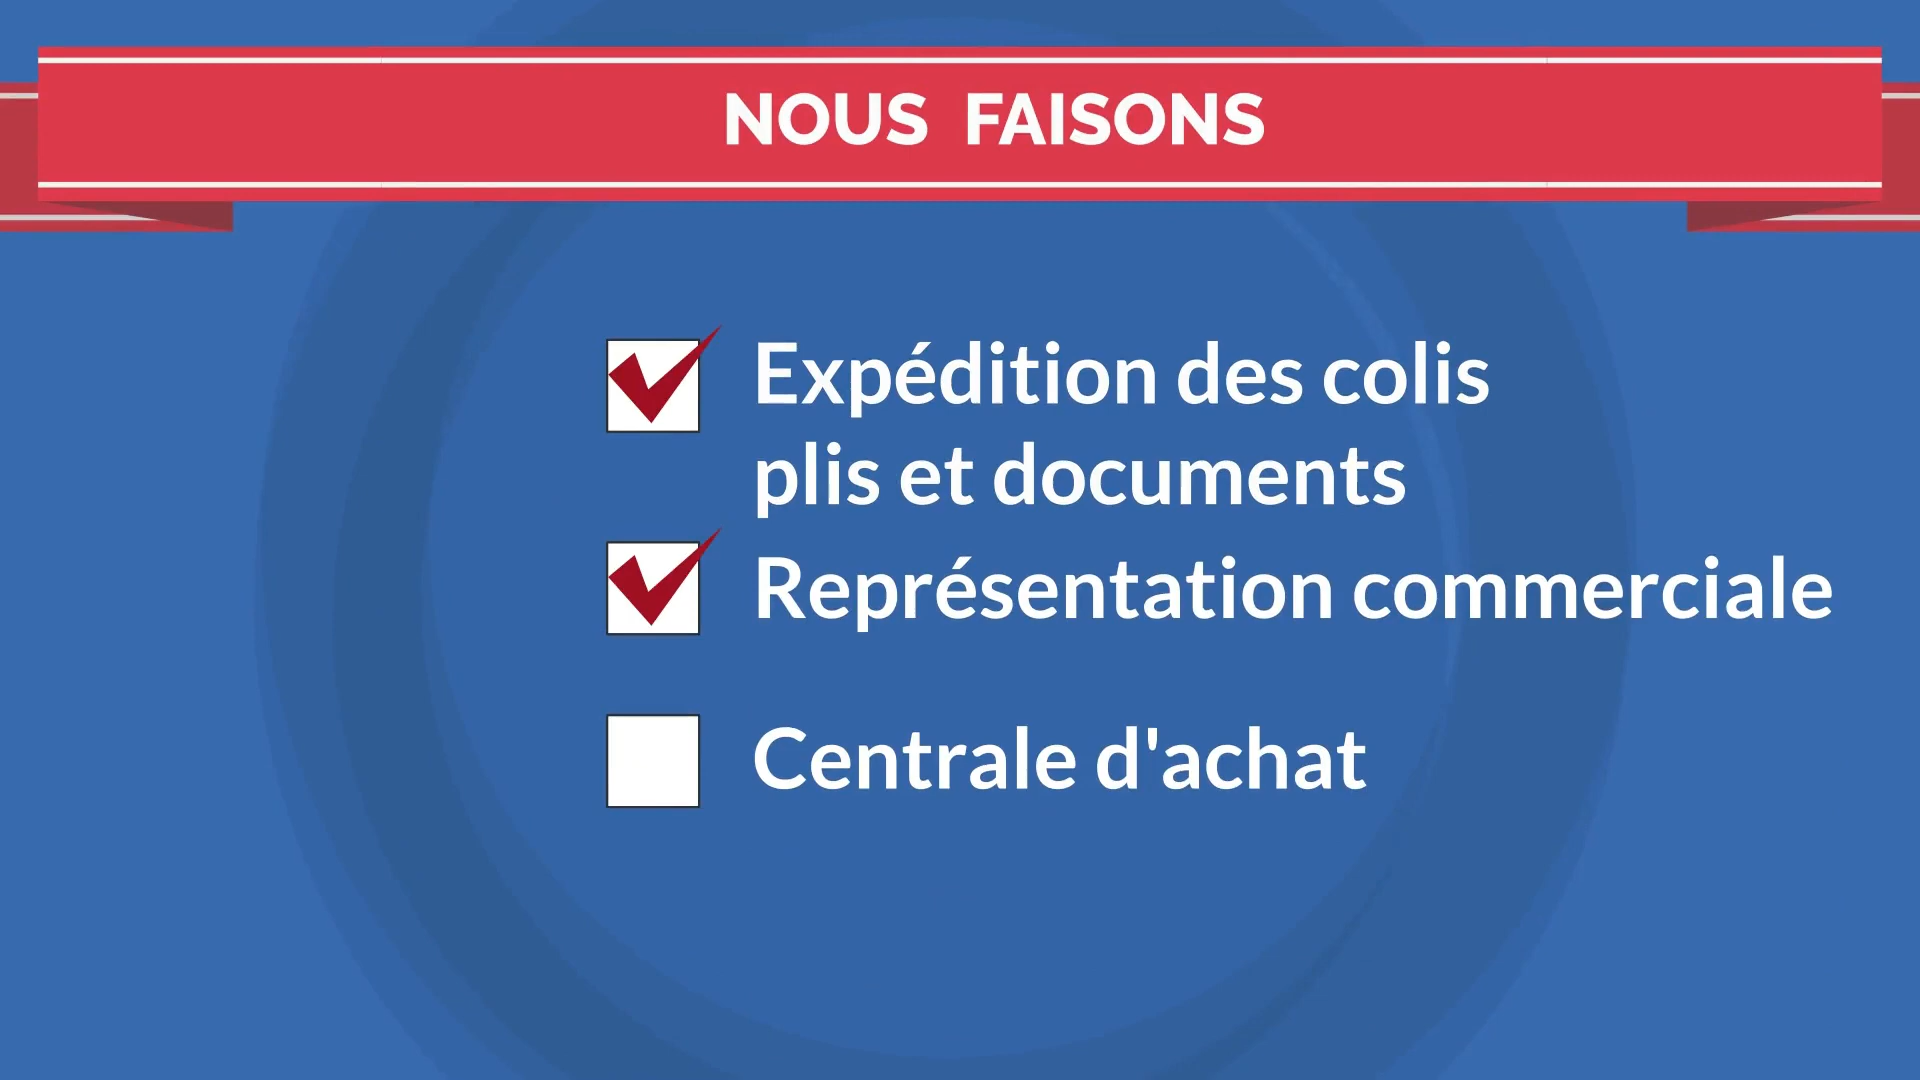 NOUS FAISONS
Expédition des colis
plis et documents
Représentation commerciale
Centrale d'achat